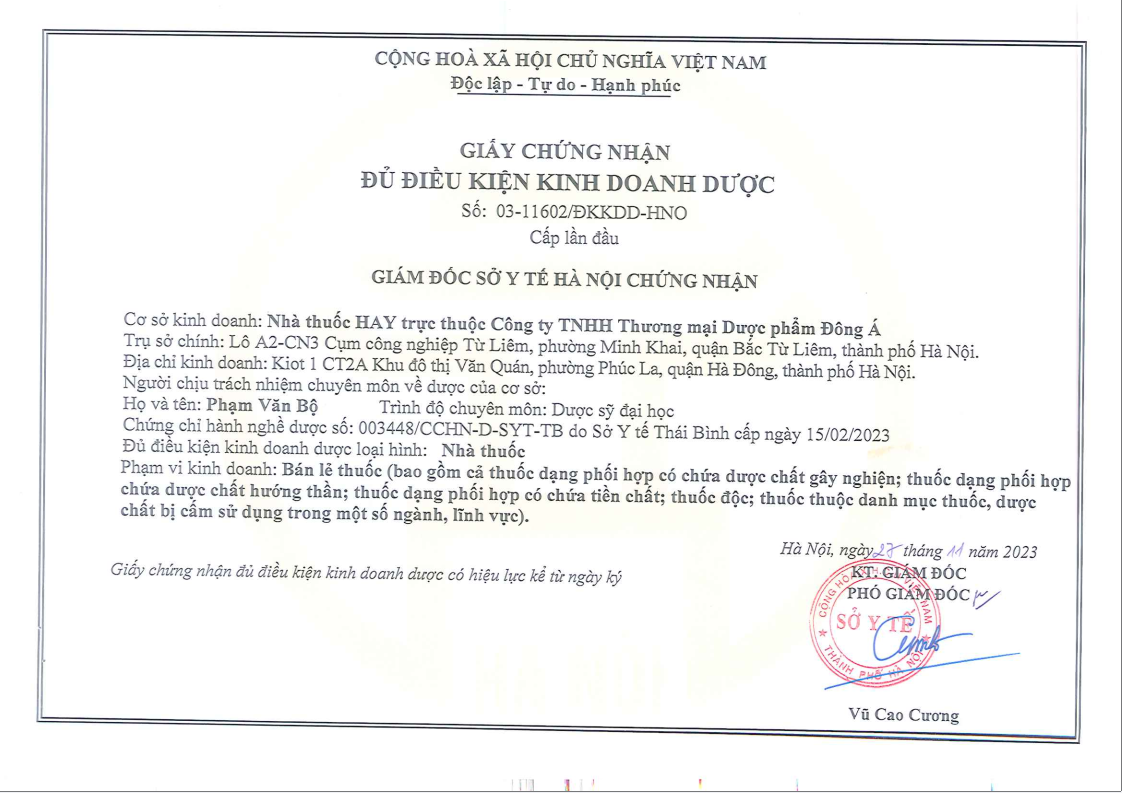 CỘNG HOÀ XÃ HỘI CHỦ NGHĨA VIỆT NAM
Độc lập - Tự do - Hạnh phúc
GIẤY CHỨNG NHẬN
ĐỦ ĐIỀU KIỆN KINH DOANH DƯỢC
Số: 03-11602/ĐKKDD-HNO
Cấp lần đầu
GIÁM ĐỐC SỞ Y TẾ HÀ NỘI CHỨNG NHẬN
Cơ sở kinh doanh: Nhà thuốc HAY trực thuộc Công ty TNHH Thương mại Dược phẩm Đông Á
Trụ sở chính: Lô A2-CN3 Cụm công nghiệp Từ Liêm, phường Minh Khai, quận Bắc Từ Liêm, thành phố Hà Nội.
Địa chỉ kinh doanh: Kiot 1 CT2A Khu đô thị Văn Quán, phường Phúc La, quận Hà Đông, thành phố Hà Nội.
Người chịu trách nhiệm chuyên môn về dược của cơ sở:
Họ và tên: Phạm Văn Bộ Trình độ chuyên môn: Dược sỹ đại học
Chứng chỉ hành nghề dược số: 003448/CCHN-D-SYT-TB do Sở Y tế Thái Bình cấp ngày 15/02/2023
Đủ điều kiện kinh doanh dược loại hình: Nhà thuốc
Phạm vi kinh doanh: Bán lẻ thuốc (bao gồm cả thuốc dạng phối hợp có chứa dược chất gây nghiện; thuốc dạng phối hợp
chứa dược chất hướng thần; thuốc dạng phối hợp có chứa tiền chất; thuốc độc; thuốc thuộc danh mục thuốc, dược
chất bị cấm sử dụng trong một số ngành, lĩnh vực).
Hà Nội, ngày 27 tháng 11 năm 2023
Giấy chứng nhận đủ điều kiện kinh doanh dược có hiệu lực kể từ ngày ký
KT. GIÁM ĐỐC
PHÓ GIÁM ĐỐC
CỘNG HOÀ X.H.C.N VIỆT NAM
SỞ Y TẾ
THÀNH PHỐ HÀ NỘI
Vũ Cao Cương